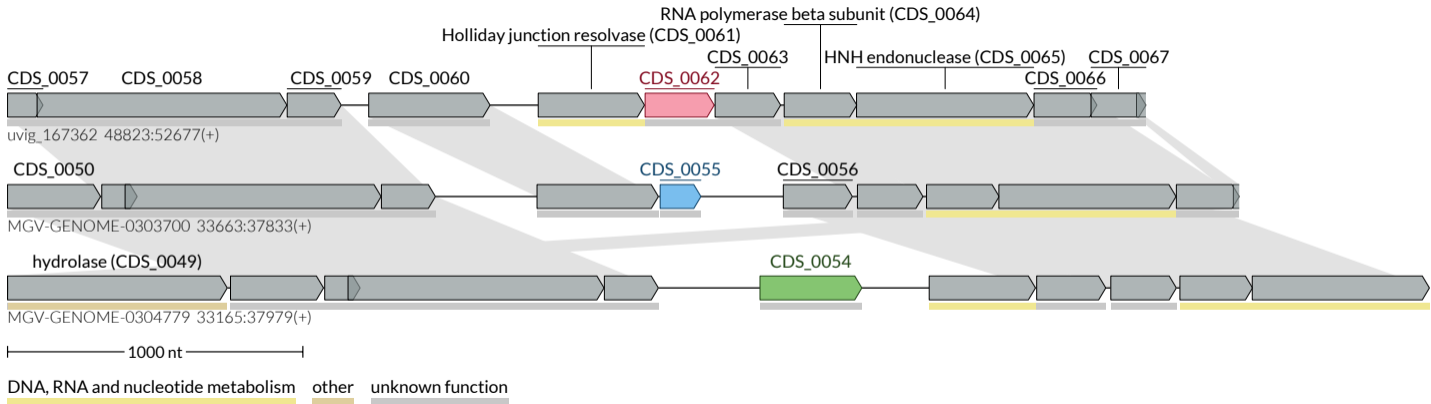 RNA polymerase beta subunit (CDS_0064)
Holliday junction resolvase (CDS_0061)
CDS_0063 HNH endonuclease (CDS_0065) CDS_0067
CDS_0057 CDS_0058 CDS_0059 CDS_0060 CDS_0062 CDS_0066
uvig_167362 48823:52677(+)
CDS_0050 CDS_0055 CDS_0056
MGV-GENOME-0303700 33663:37833(+)
hydrolase (CDS_0049) CDS_0054
MGV-GENOME-0304779 33165:37979(+)
1000 nt
DNA, RNA and nucleotide metabolism other unknown function